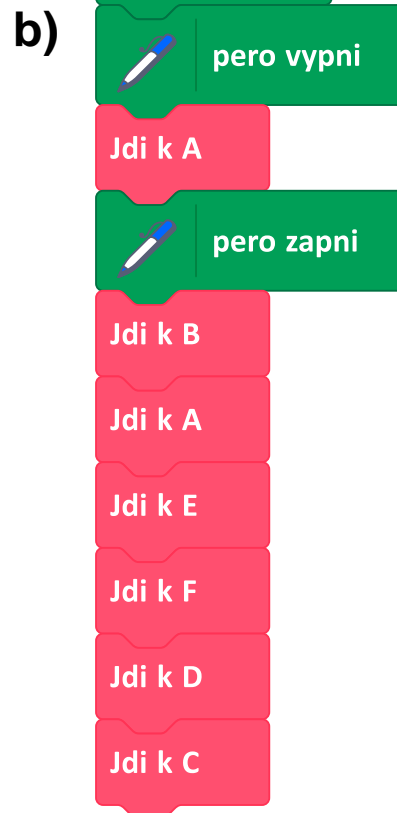 b)
pero vypni
Jdi k A
pero zapni
Jdi k B
Jdi k A
Jdi k E
Jdi k F
Jdi k D
Jdi k C